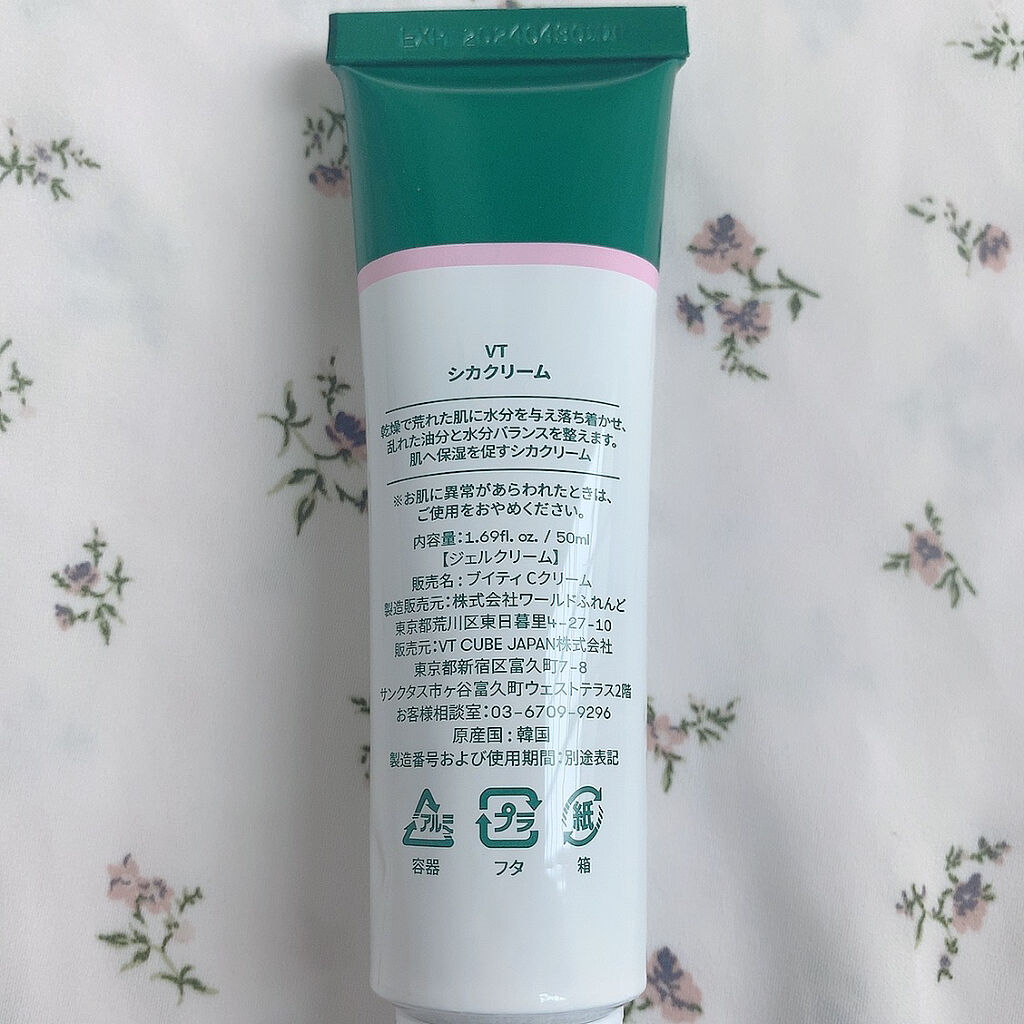 VT
シカクリーム
乾燥で荒れた肌に水分を与え落ち着かせ、
乱れた油分と水分バランスを整えます。
肌へ保湿を促すシカクリーム
※お肌に異常があらわれたときは、
ご使用をおやめください。
内容量:1.69fl. oz. / 50ml
【ジェルクリーム】
販売名 : ブイティ Cクリーム
製造販売元:株式会社ワールドふれんど
東京都荒川区東日暮里4-27-10
販売元:VT CUBE JAPAN株式会社
東京都新宿区富久町7-8
サンクタス市ヶ谷富久町ウェストテラス2階
お客様相談室:03-6709-9296
原産国 : 韓国
製造番号および使用期間:別途表記
アルミ プラ 紙
容器 フタ 箱